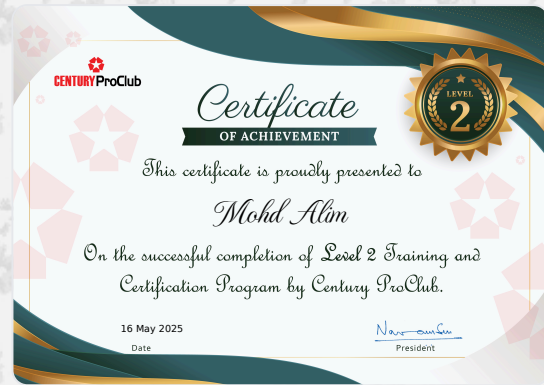 CENTURY ProClub
LEVEL
2
Certificate
OF ACHIEVEMENT
This certificate is proudly presented to
Mohd Alim
On the successful completion of Level 2 Training and
Certification Program by Century ProClub.
16 May 2025
Date
President